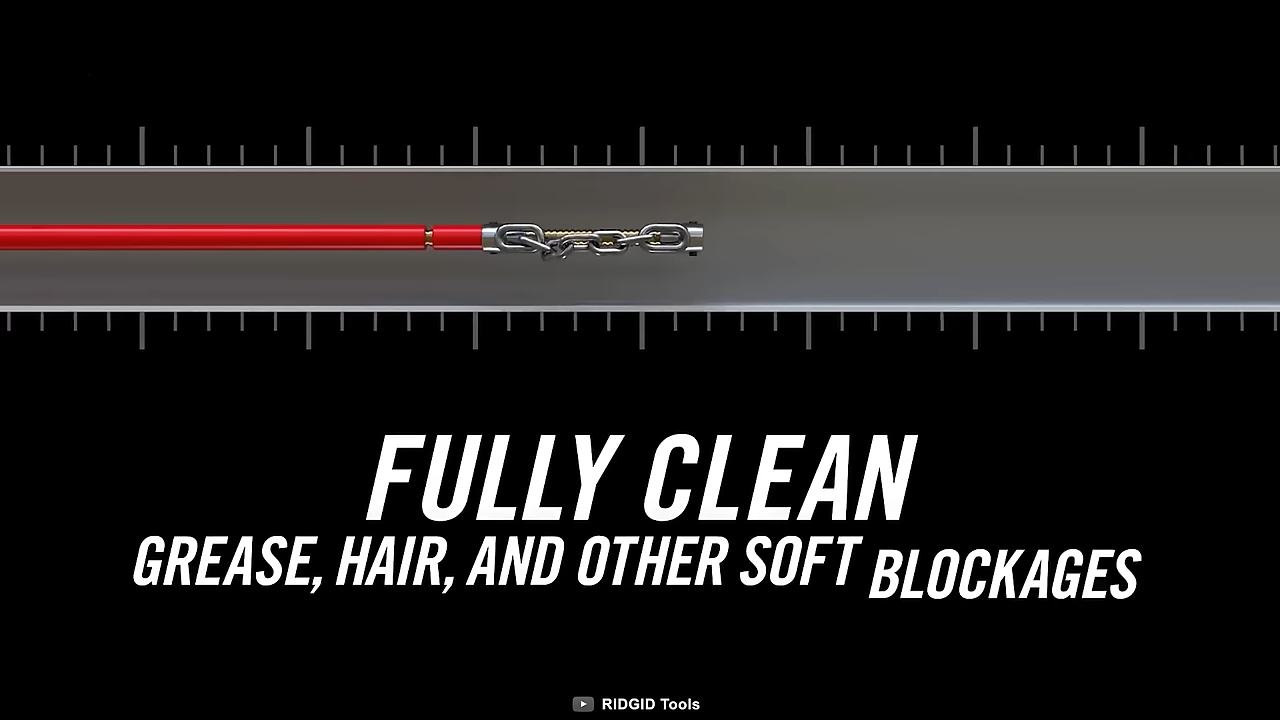 FULLY CLEAN
GREASE, HAIR, AND OTHER SOFT BLOCKAGES
RIDGID Tools